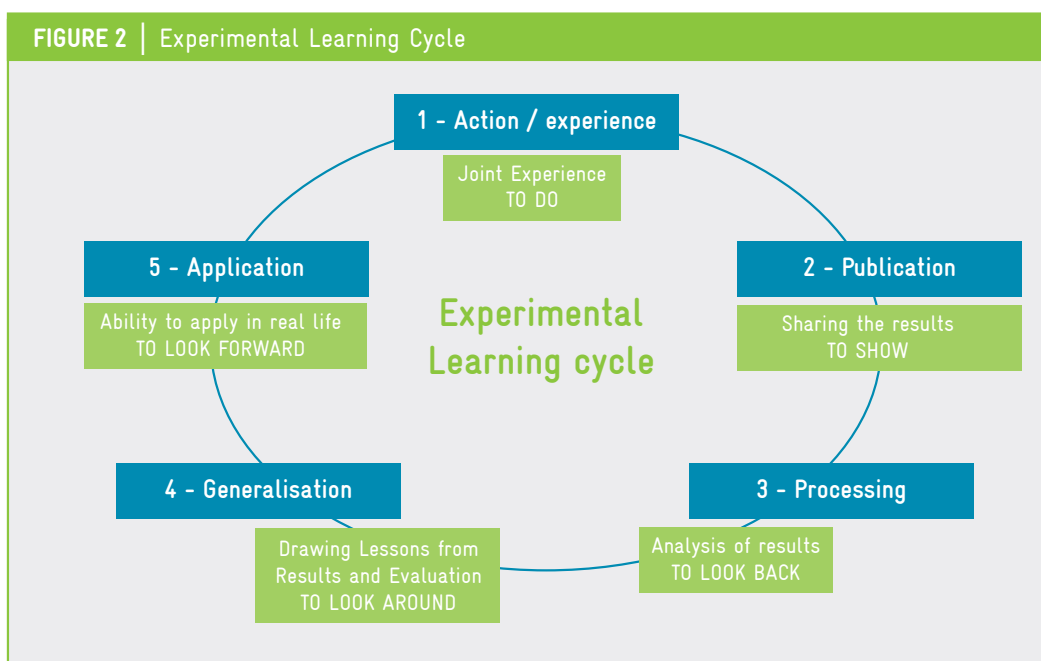 FIGURE 2 | Experimental Learning Cycle
1 - Action / experience
Joint Experience
TO DO
2 - Publication
Sharing the results
TO SHOW
3 - Processing
Analysis of results
TO LOOK BACK
4 - Generalisation
Drawing Lessons from
Results and Evaluation
TO LOOK AROUND
5 - Application
Ability to apply in real life
TO LOOK FORWARD
Experimental
Learning cycle